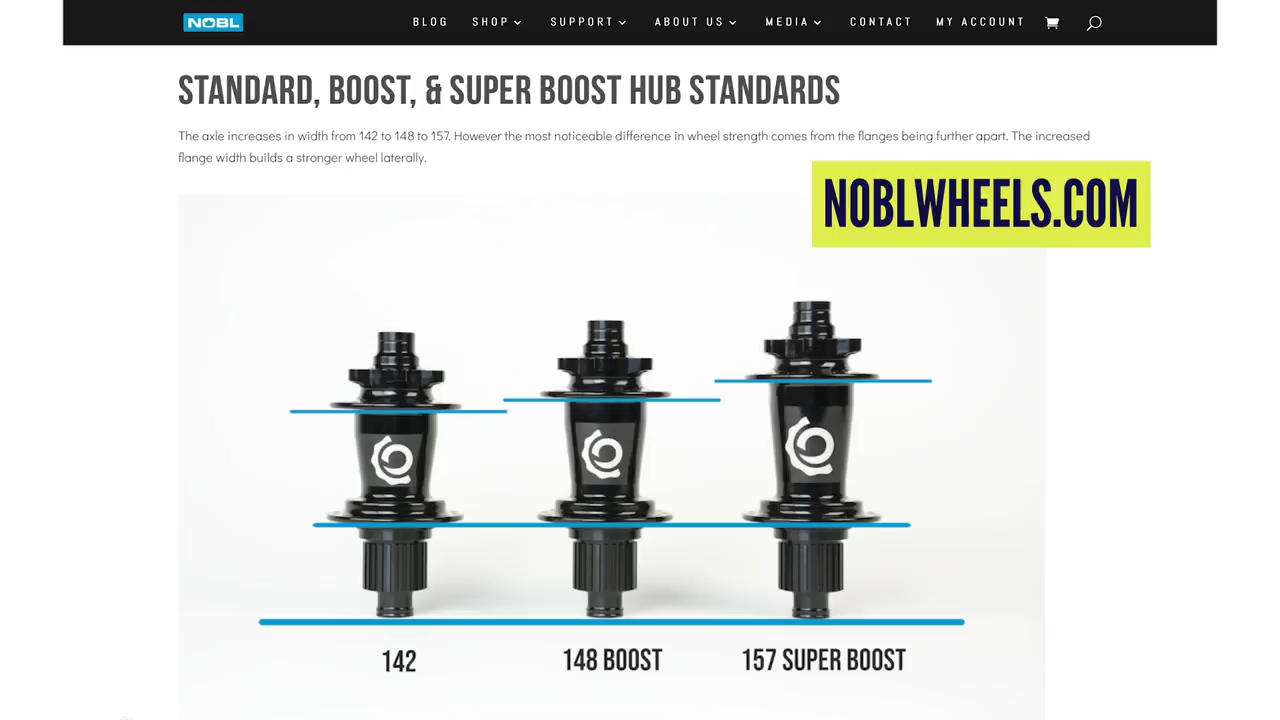 NOBL
BLOG SHOP SUPPORT ABOUT US MEDIA CONTACT MY ACCOUNT
STANDARD, BOOST, & SUPER BOOST HUB STANDARDS
The axle increases in width from 142 to 148 to 157. However the most noticeable difference in wheel strength comes from the flanges being further apart. The increased
flange width builds a stronger wheel laterally.
NOBLWHEELS.COM
142 148 BOOST 157 SUPER BOOST